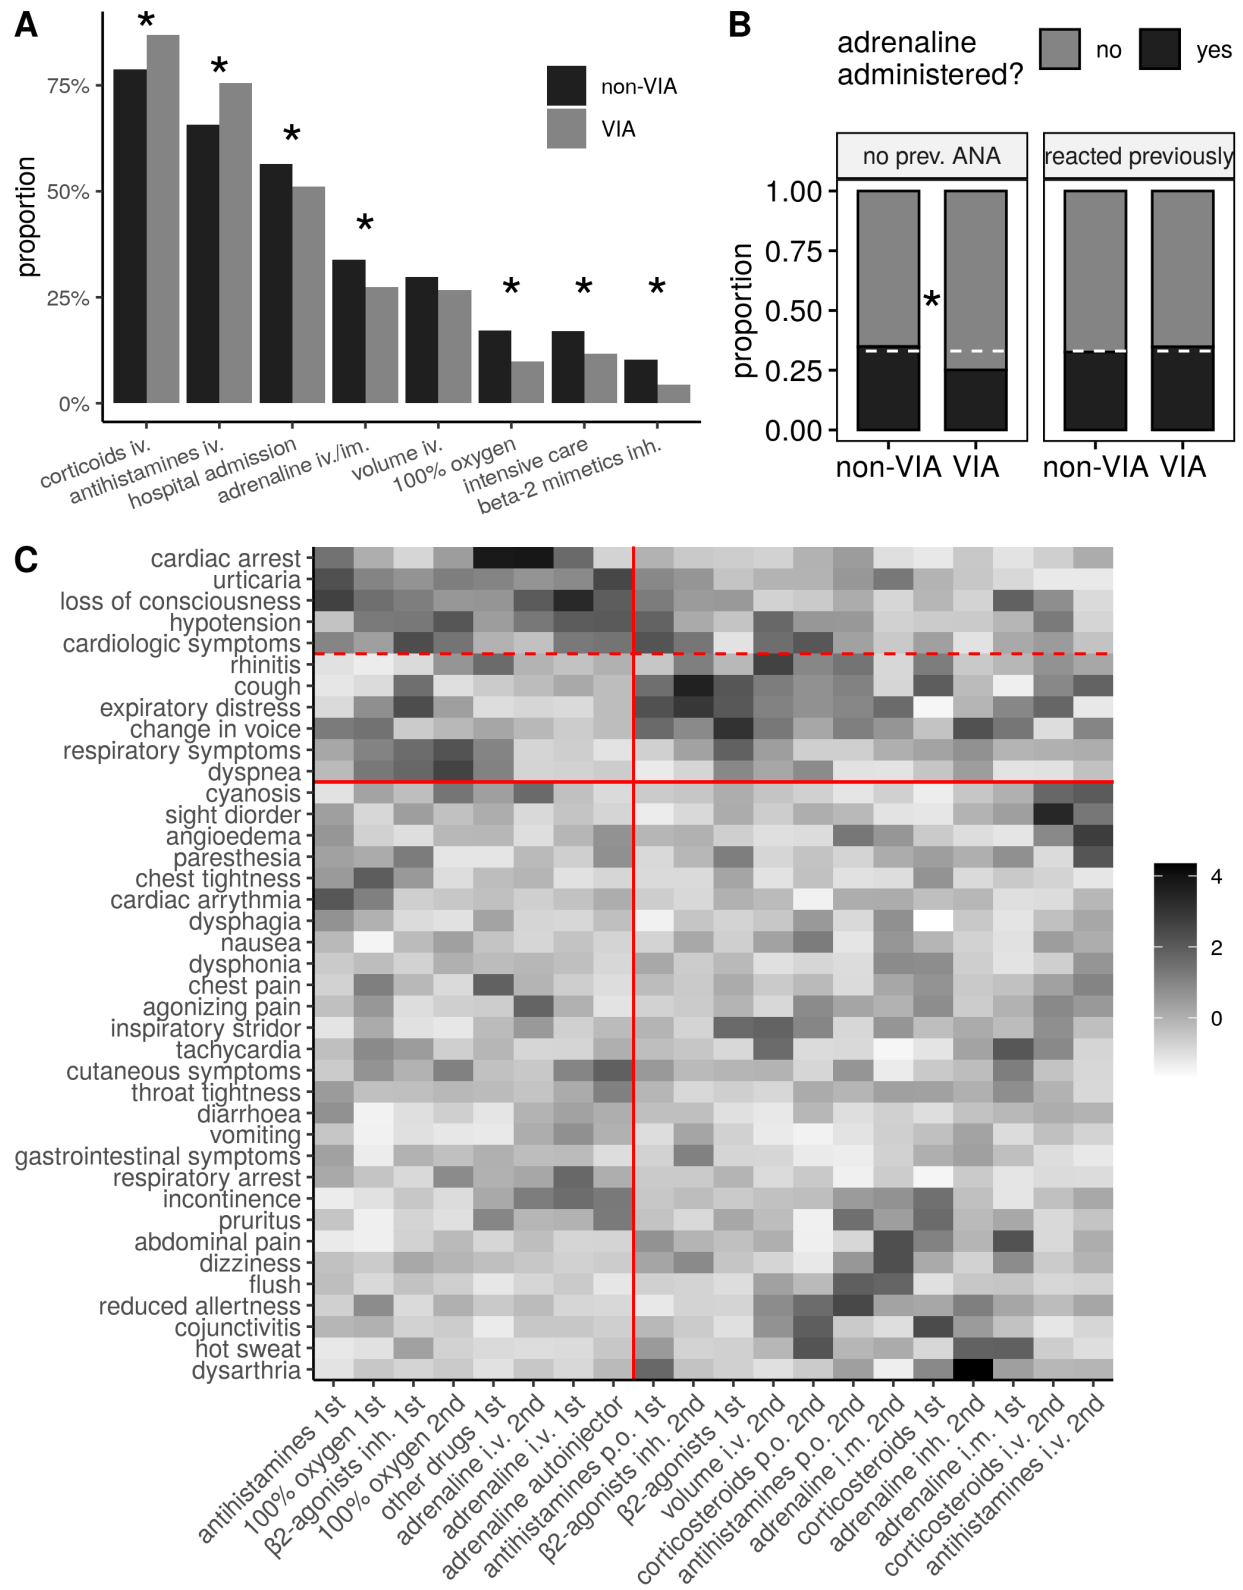 A
proportion
75%
50%
25%
0%
*
*
*
*
*
*
*
non-VIA
VIA
corticoids iv.
antihistamines iv.
hospital admission
adrenaline iv./im.
volume iv.
100% oxygen
intensive care
beta-2 mimetics inh.
B
adrenaline
administered?
no
yes
no prev. ANA
reacted previously
proportion
1.00
0.75
0.50
0.25
0.00
*
non-VIA VIA
non-VIA VIA
C
cardiac arrest
urticaria
loss of consciousness
hypotension
cardiologic symptoms
rhinitis
cough
expiratory distress
change in voice
respiratory symptoms
dyspnea
cyanosis
sight diorder
angioedema
paresthesia
chest tightness
cardiac arrythmia
dysphagia
nausea
dysphonia
chest pain
agonizing pain
inspiratory stridor
tachycardia
cutaneous symptoms
throat tightness
diarrhoea
vomiting
gastrointestinal symptoms
respiratory arrest
incontinence
pruritus
abdominal pain
dizziness
flush
reduced allertness
cojunctivitis
hot sweat
dysarthria
antihistamines 1st
100% oxygen 1st
β2-agonists inh. 1st
100% oxygen 2nd
other drugs 1st
adrenaline i.v. 2nd
adrenaline i.v. 1st
adrenaline autoinjector
antihistamines p.o. 1st
β2-agonists inh. 2nd
β2-agonists 1st
volume i.v. 2nd
corticosteroids p.o. 2nd
antihistamines p.o. 2nd
adrenaline i.m. 2nd
corticosteroids 1st
adrenaline inh. 2nd
adrenaline i.m. 1st
corticosteroids i.v. 2nd
antihistamines i.v. 2nd
4
2
0